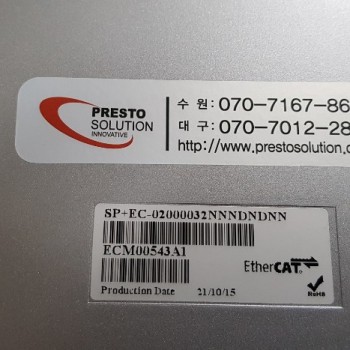 PRESTO
SOLUTION
INNOVATIVE
수 원: 070-7167-86
대 구: 070-7012-28
http://www.prestosolution.c
SP+EC-02000032NNNDNDNN
ECM00543A1
EtherCAT
Production Date 21/10/15
RoHS